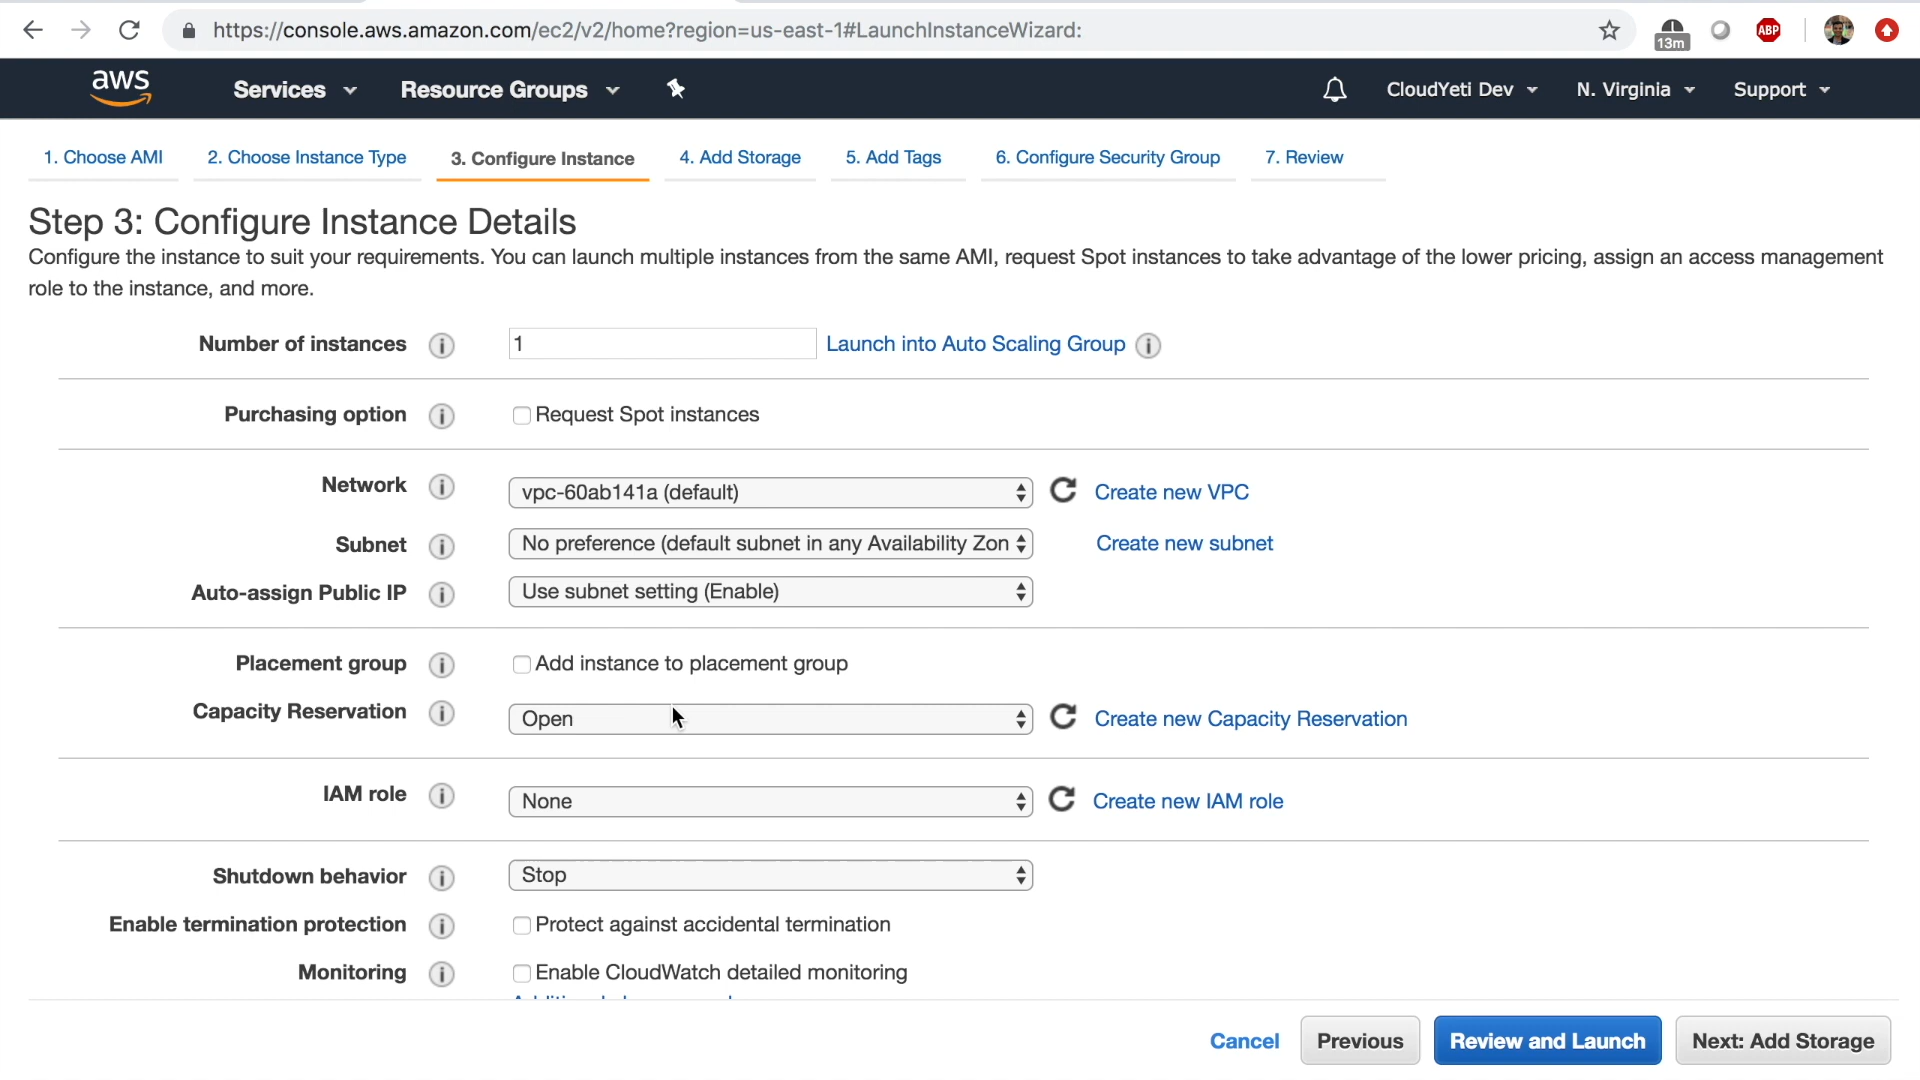 https://console.aws.amazon.com/ec2/v2/home?region=us-east-1#LaunchInstanceWizard:
13m
ABP
aws
Services
Resource Groups
CloudYeti Dev
N. Virginia
Support
1. Choose AMI
2. Choose Instance Type
3. Configure Instance
4. Add Storage
5. Add Tags
6. Configure Security Group
7. Review
Step 3: Configure Instance Details
Configure the instance to suit your requirements. You can launch multiple instances from the same AMI, request Spot instances to take advantage of the lower pricing, assign an access management
role to the instance, and more.
Number of instances
1
Launch into Auto Scaling Group
Purchasing option
Request Spot instances
Network
vpc-60ab141a (default)
Create new VPC
Subnet
No preference (default subnet in any Availability Zon
Create new subnet
Auto-assign Public IP
Use subnet setting (Enable)
Placement group
Add instance to placement group
Capacity Reservation
Open
Create new Capacity Reservation
IAM role
None
Create new IAM role
Shutdown behavior
Stop
Enable termination protection
Protect against accidental termination
Monitoring
Enable CloudWatch detailed monitoring
Cancel
Previous
Review and Launch
Next: Add Storage